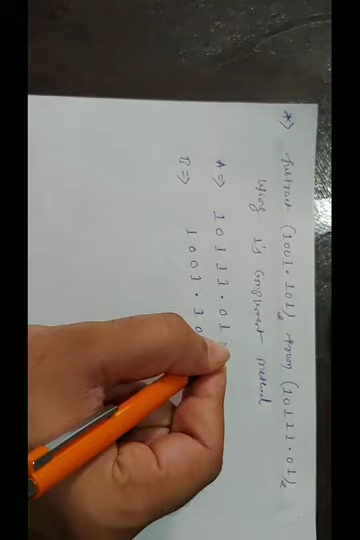 *) Subtract (1001.101)₂ from (10111.01)₂
using 1's complement method
A => 10111.01
B => 1001.10